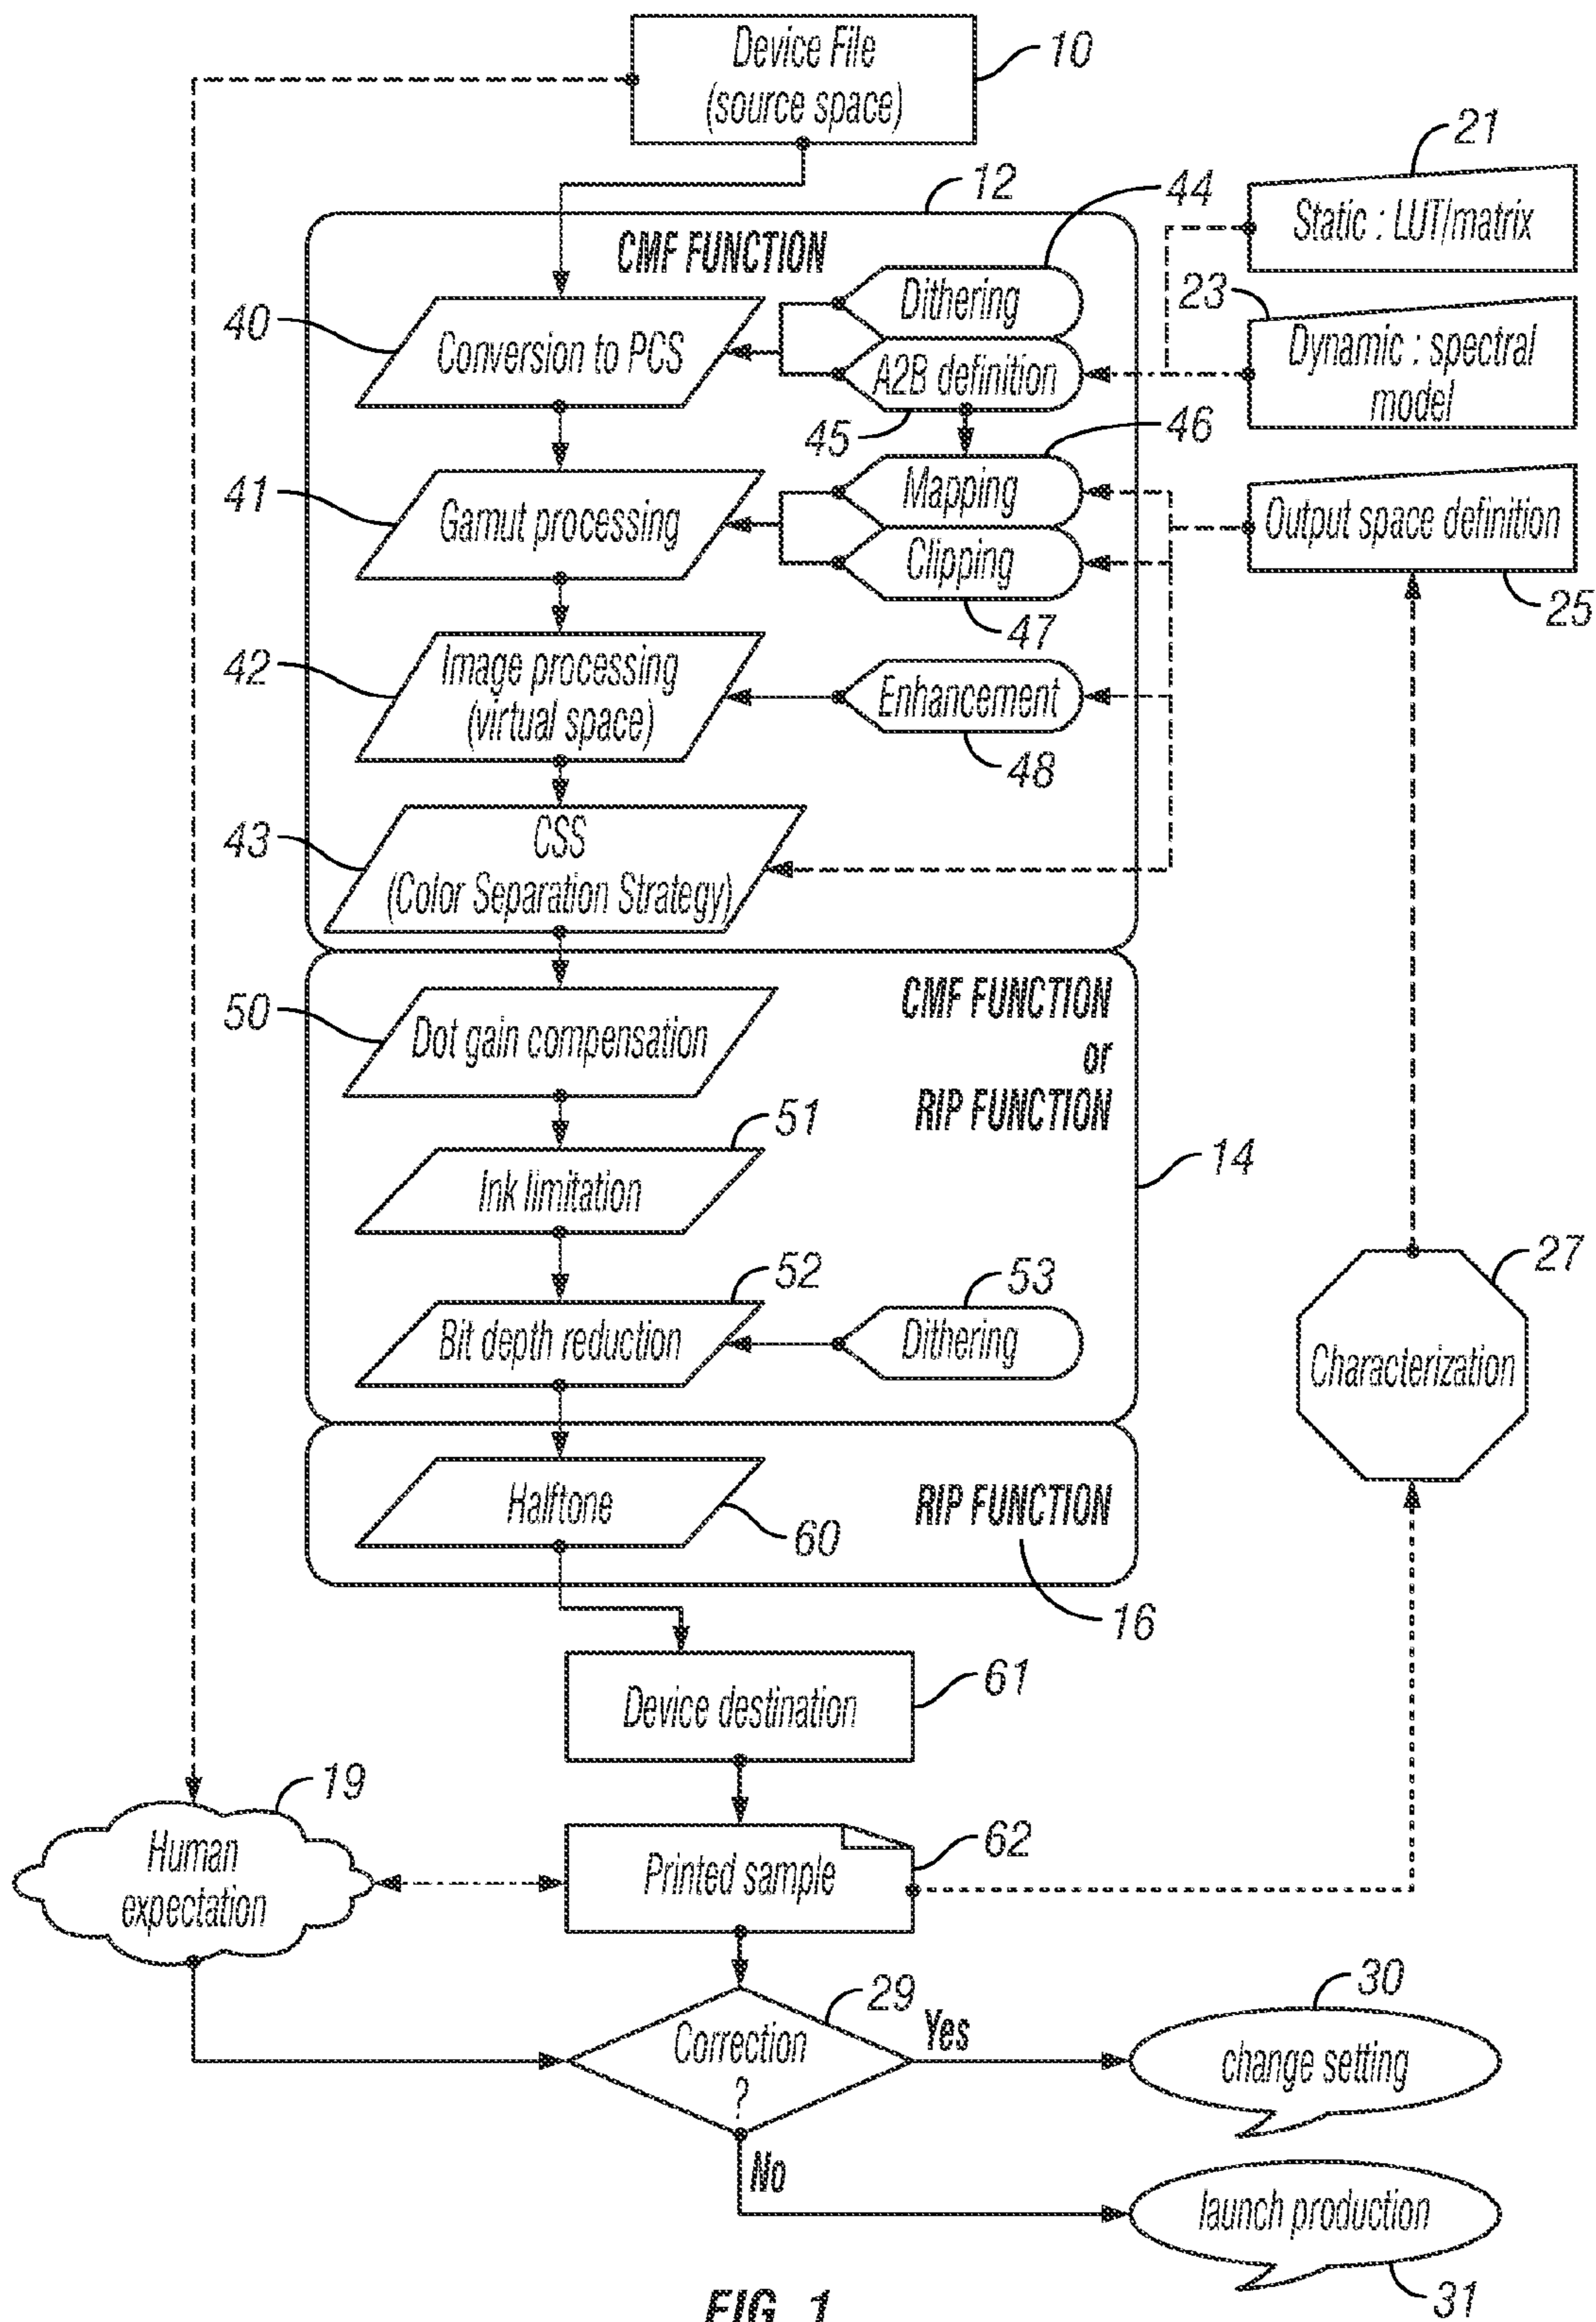 Device File
(source space)
10
21
12
44
Static : LUT/matrix
CMF FUNCTION
Dithering
23
40
Conversion to PCS
A2B definition
Dynamic : spectral
model
45
46
41
Gamut processing
Mapping
Output space definition
Clipping
25
47
42
Image processing
(virtual space)
Enhancement
48
43
CSS
(Color Separation Strategy)
CMF FUNCTION
or
RIP FUNCTION
50
Dot gain compensation
51
14
Ink limitation
27
52
53
Bit depth reduction
Dithering
Characterization
Halftone
RIP FUNCTION
60
16
61
Device destination
19
Human
expectation
62
Printed sample
29
30
Correction
?
Yes
change setting
No
launch production
31
FIG. 1